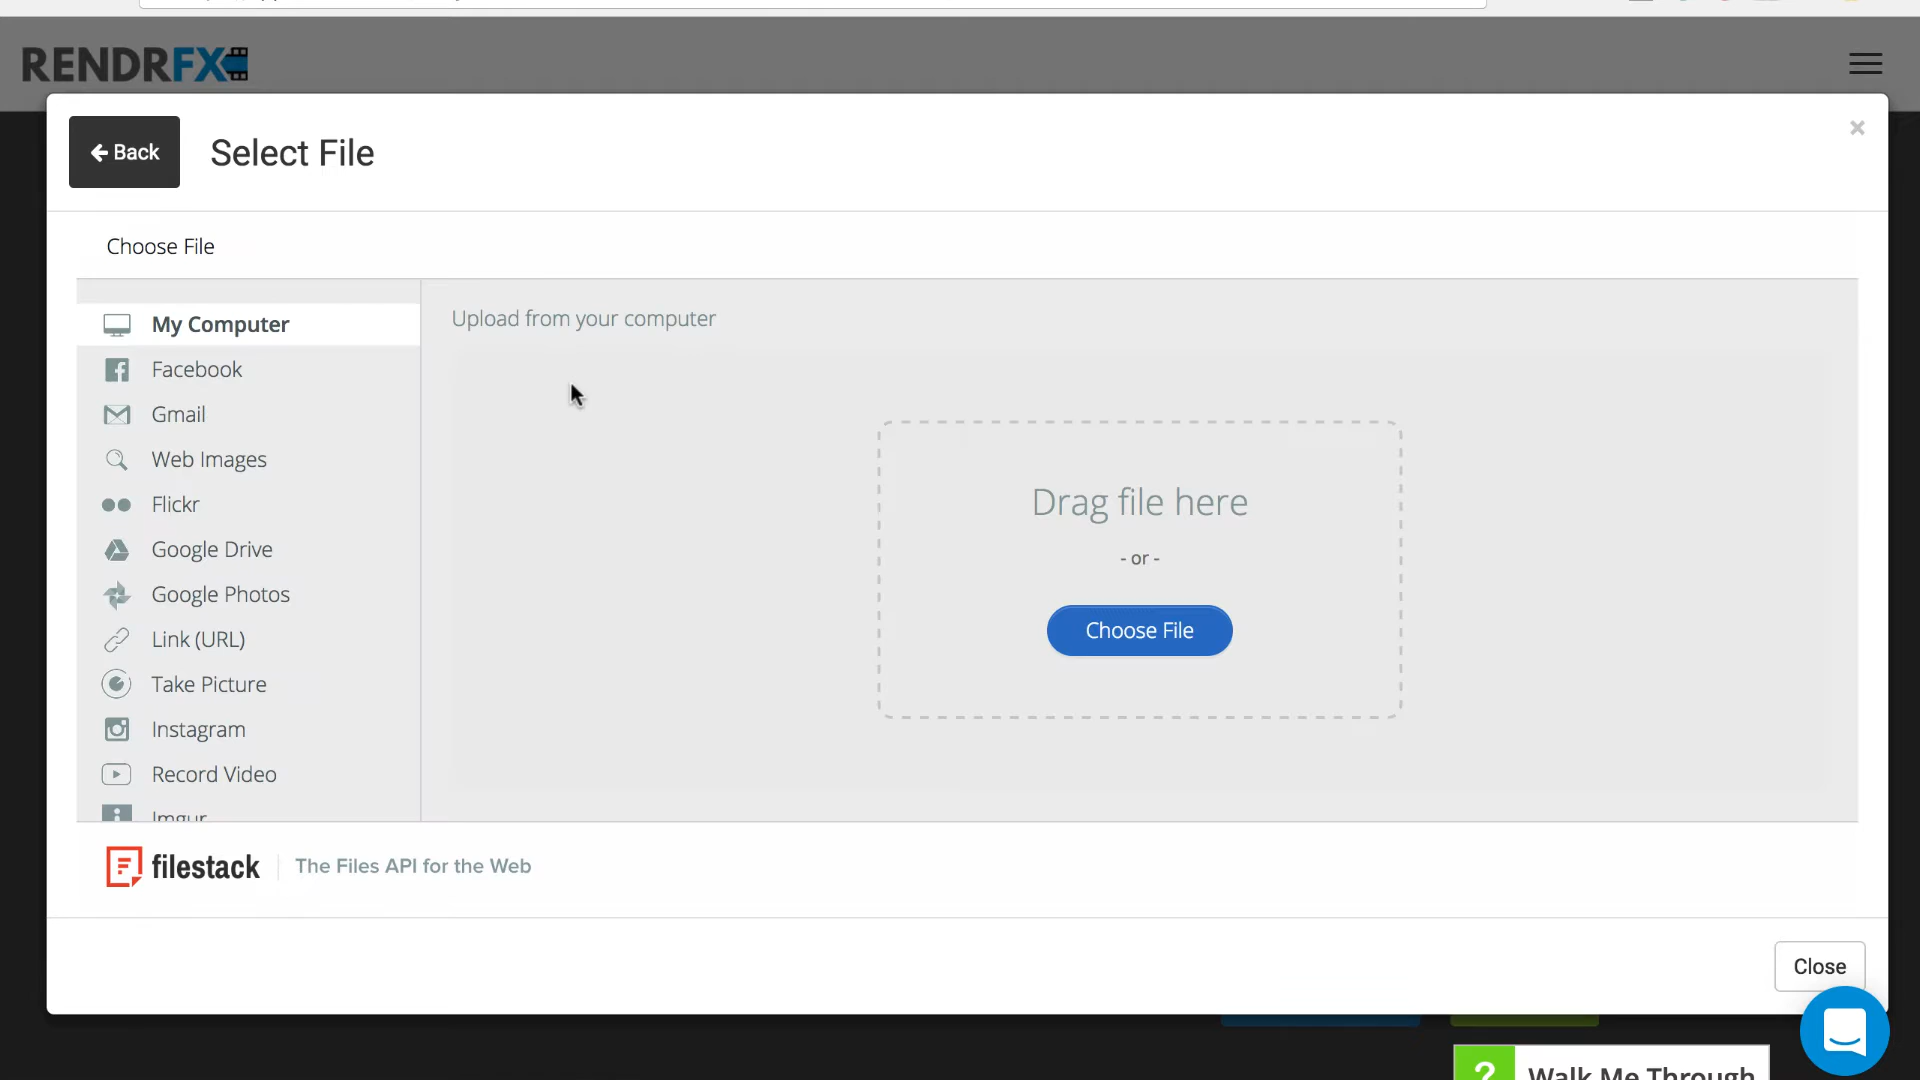 RENDRFX
Back
Select File
×
Choose File
My Computer
Facebook
Gmail
Web Images
Flickr
Google Drive
Google Photos
Link (URL)
Take Picture
Instagram
Record Video
Imgur
Upload from your computer
Drag file here
- or -
Choose File
filestack
The Files API for the Web
Close
? Walk Me Through